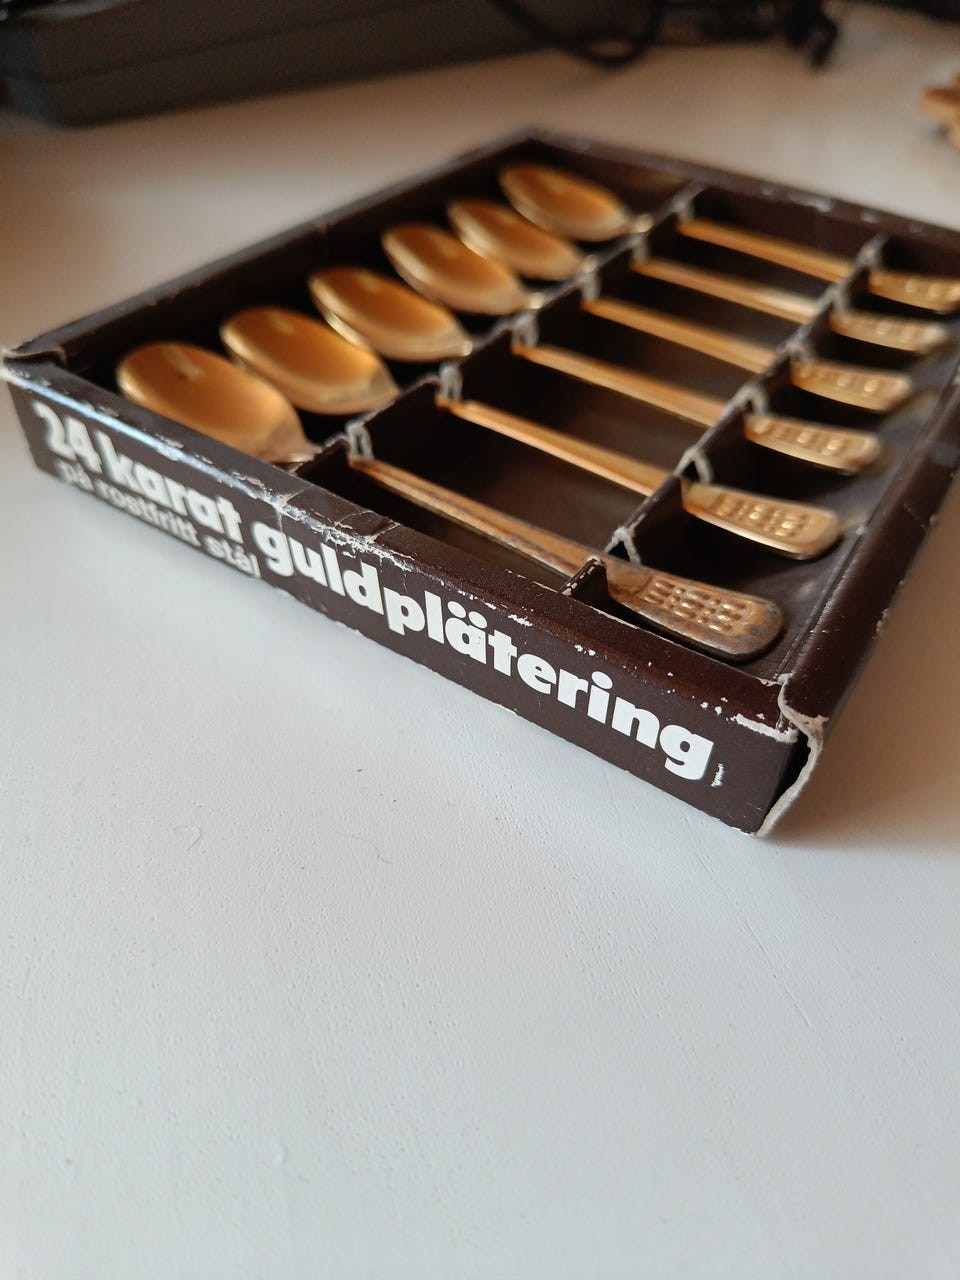 24 karat guldplätering
på rostfritt stål